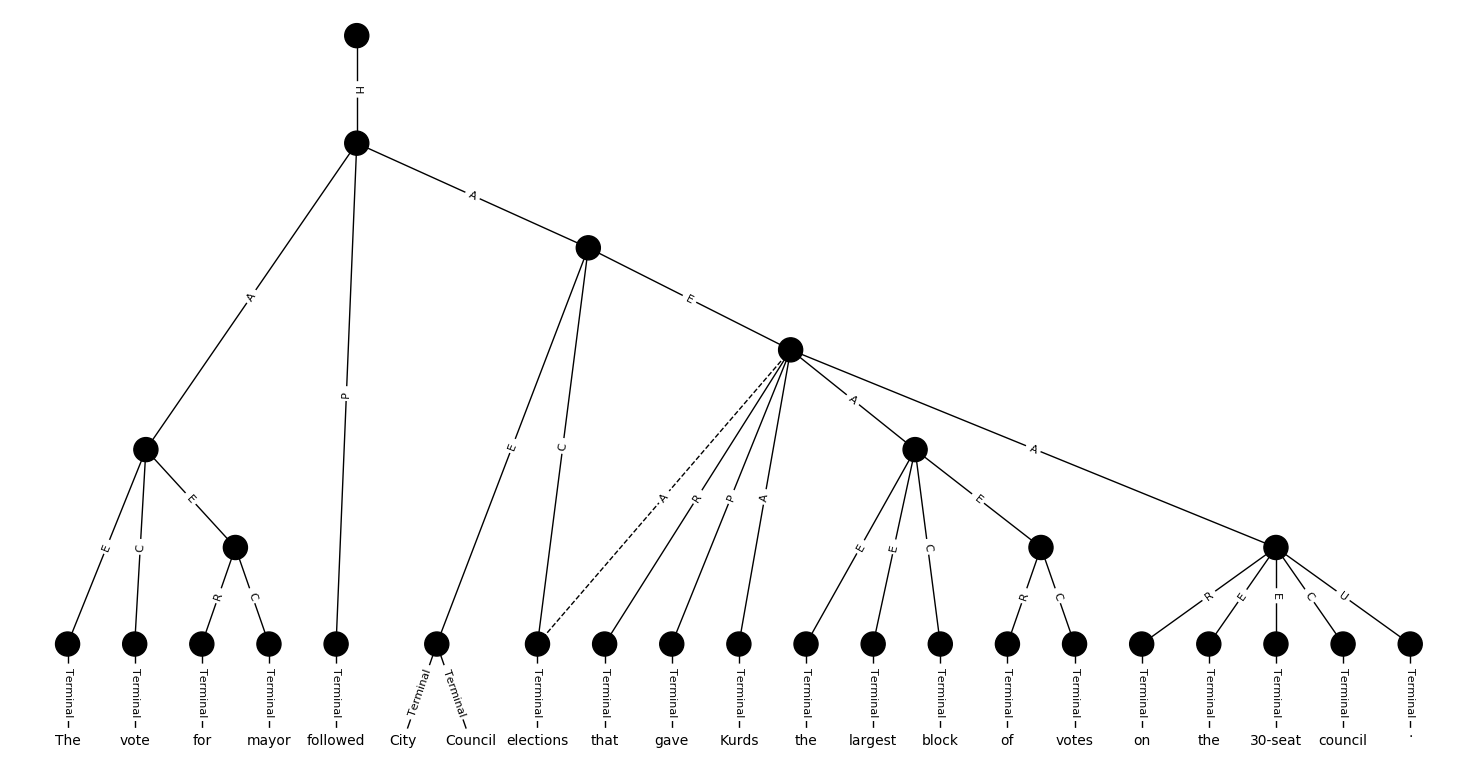 H
A
A
E
P
A
E
C
A
A
E
C
A
R
P
A
E
E
E
C
E
E
C
R
C
R
C
R
E
E
C
U
Terminal Terminal Terminal Terminal Terminal Terminal Terminal Terminal Terminal Terminal Terminal Terminal Terminal Terminal Terminal Terminal Terminal Terminal Terminal Terminal Terminal
The vote for mayor followed City Council elections that gave Kurds the largest block of votes on the 30-seat council .